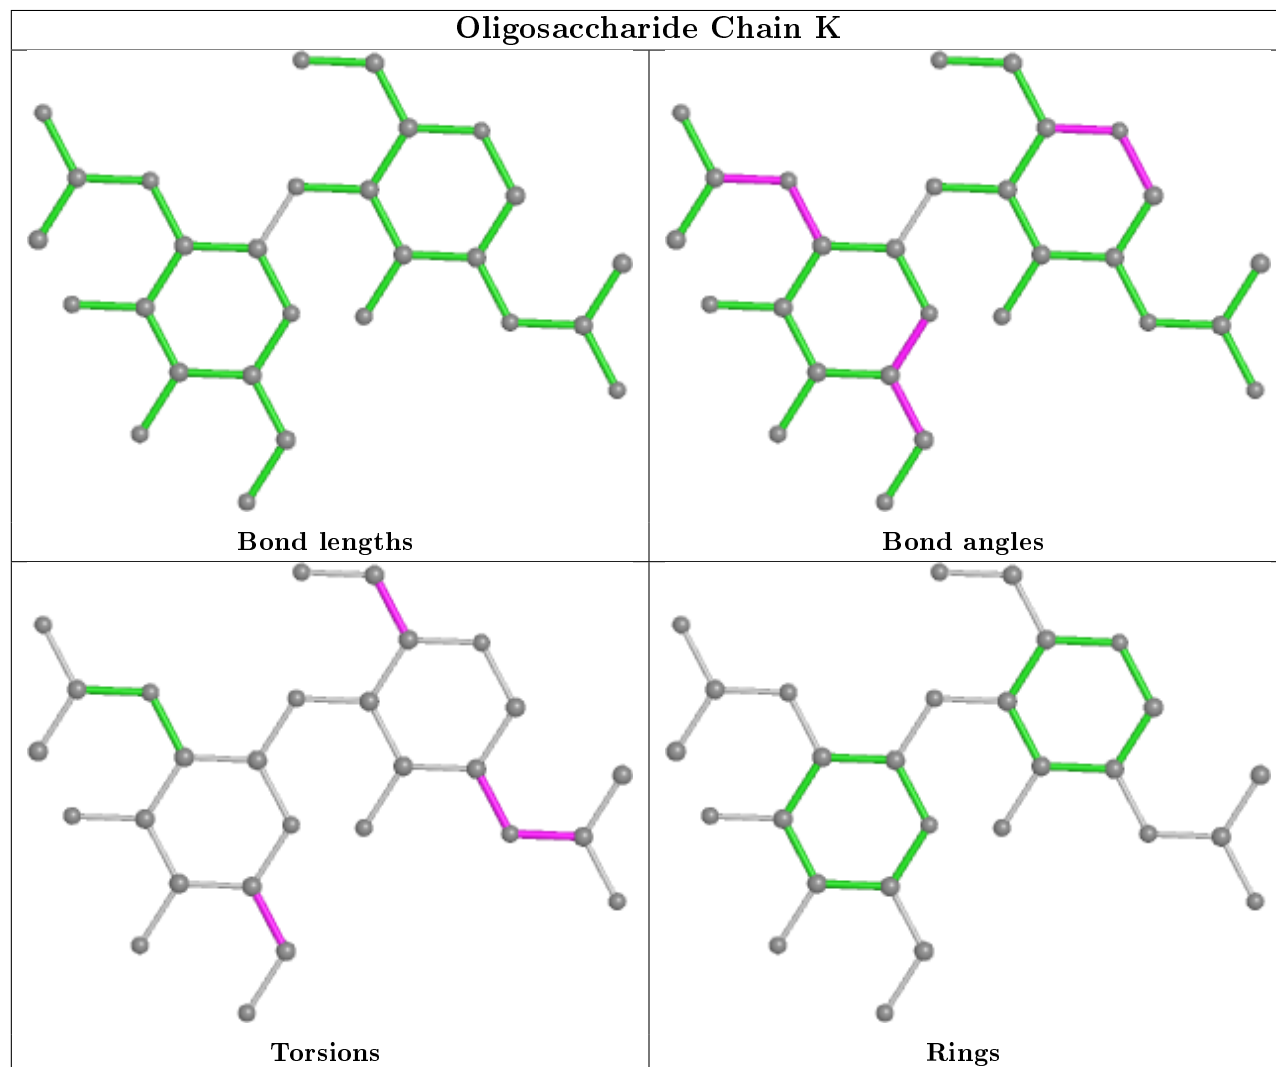 Oligosaccharide Chain K
Bond lengths
Bond angles
Torsions
Rings